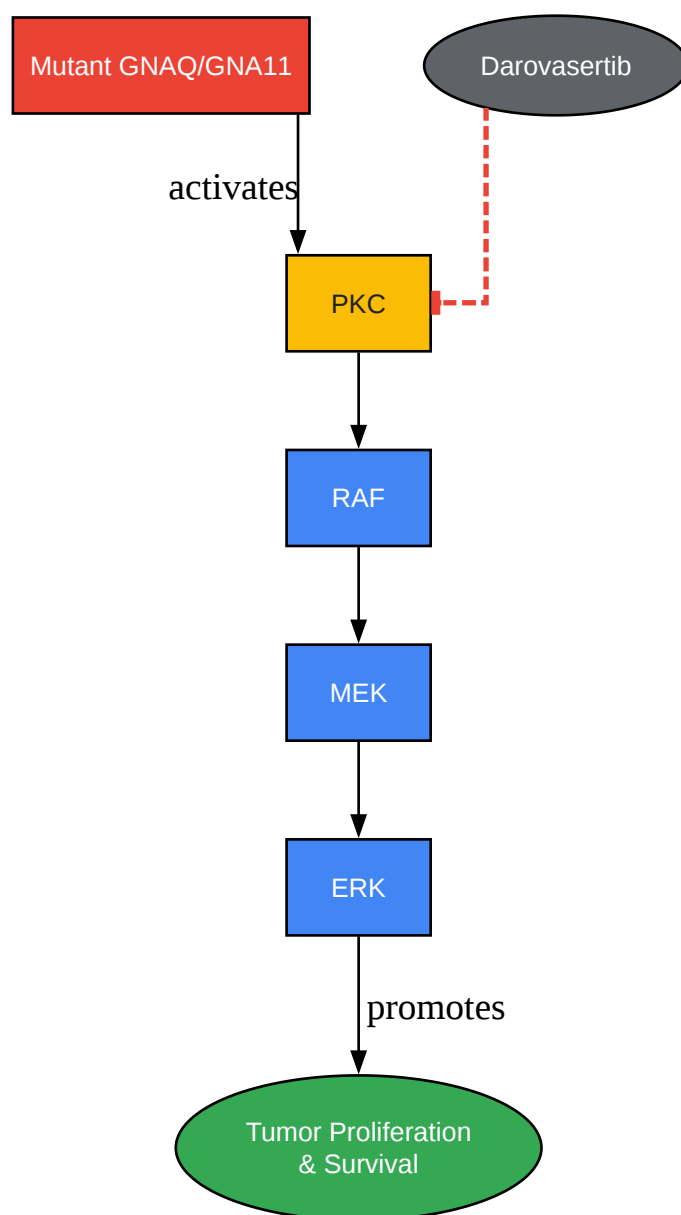 Mutant GNAQ/GNA11
Darovasertib
activates
PKC
RAF
MEK
ERK
promotes
Tumor Proliferation
& Survival